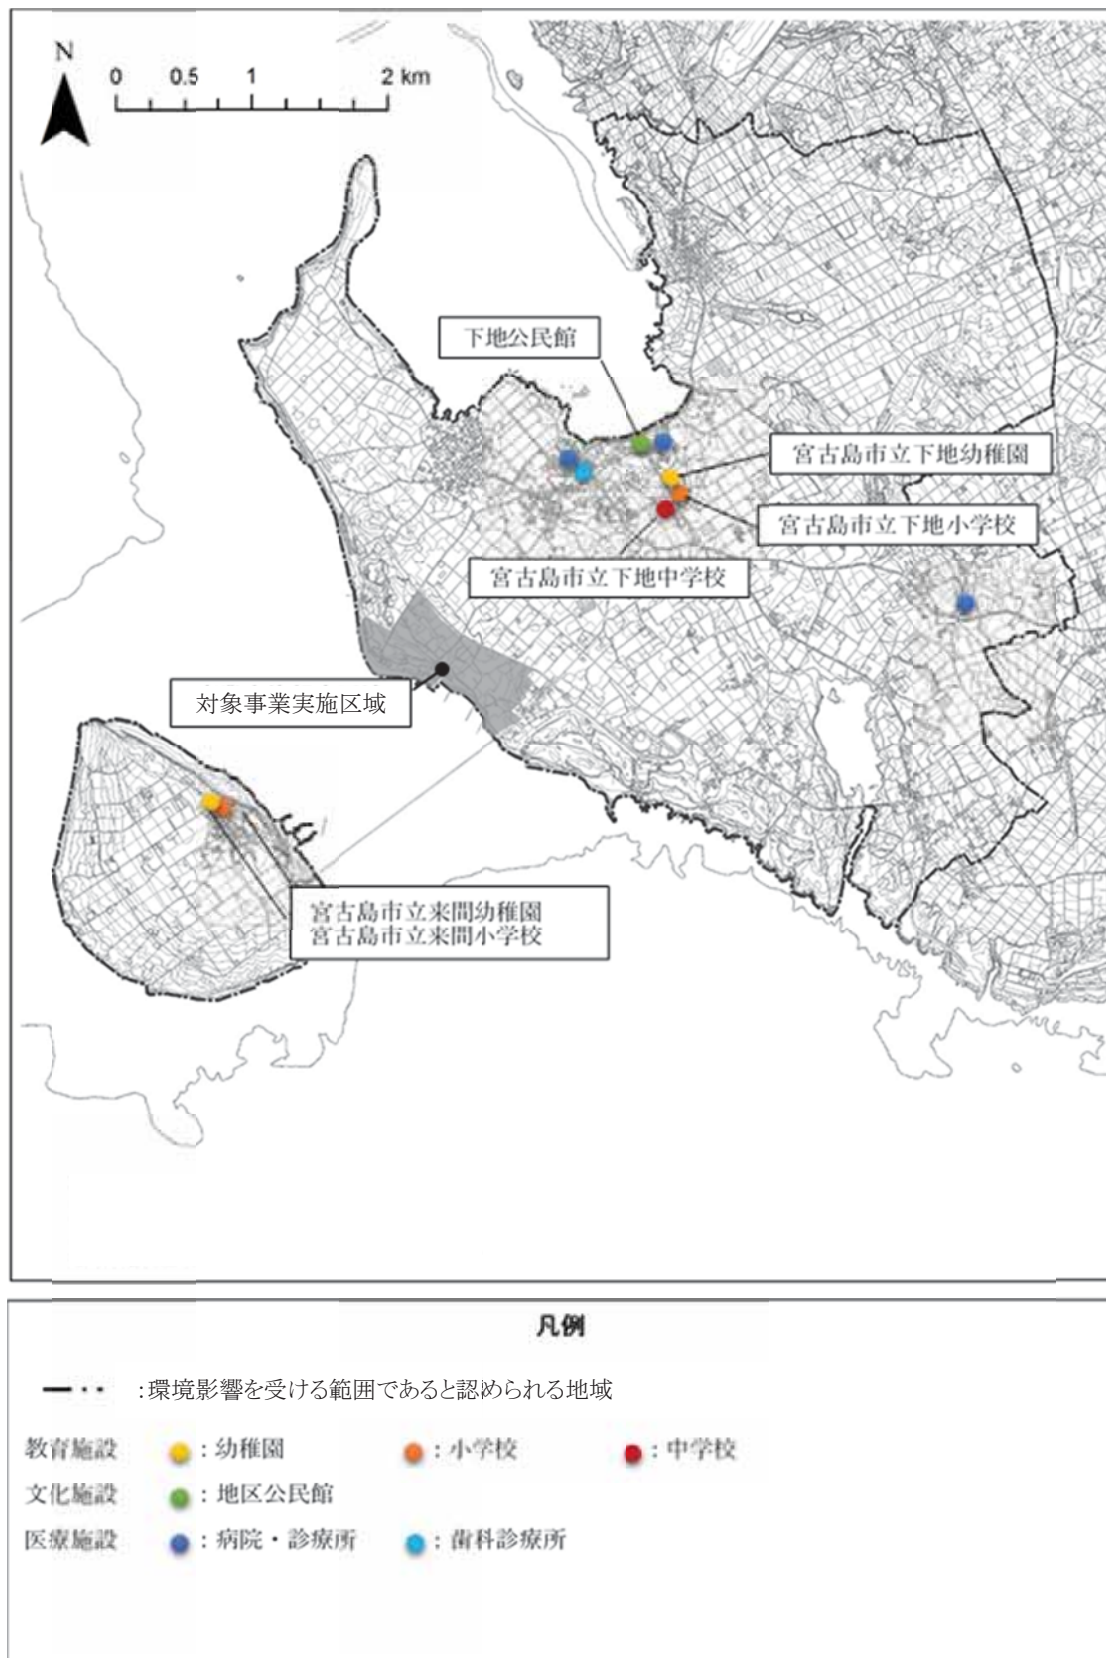 N
0 0.5 1 2 km
下地公民館
宮古島市立下地幼稚園
宮古島市立下地小学校
宮古島市立下地中学校
対象事業実施区域
宮古島市立来間幼稚園
宮古島市立来間小学校
凡例
:環境影響を受ける範囲であると認められる地域
教育施設 :幼稚園 :小学校 :中学校
文化施設 :地区公民館
医療施設 :病院・診療所 :歯科診療所